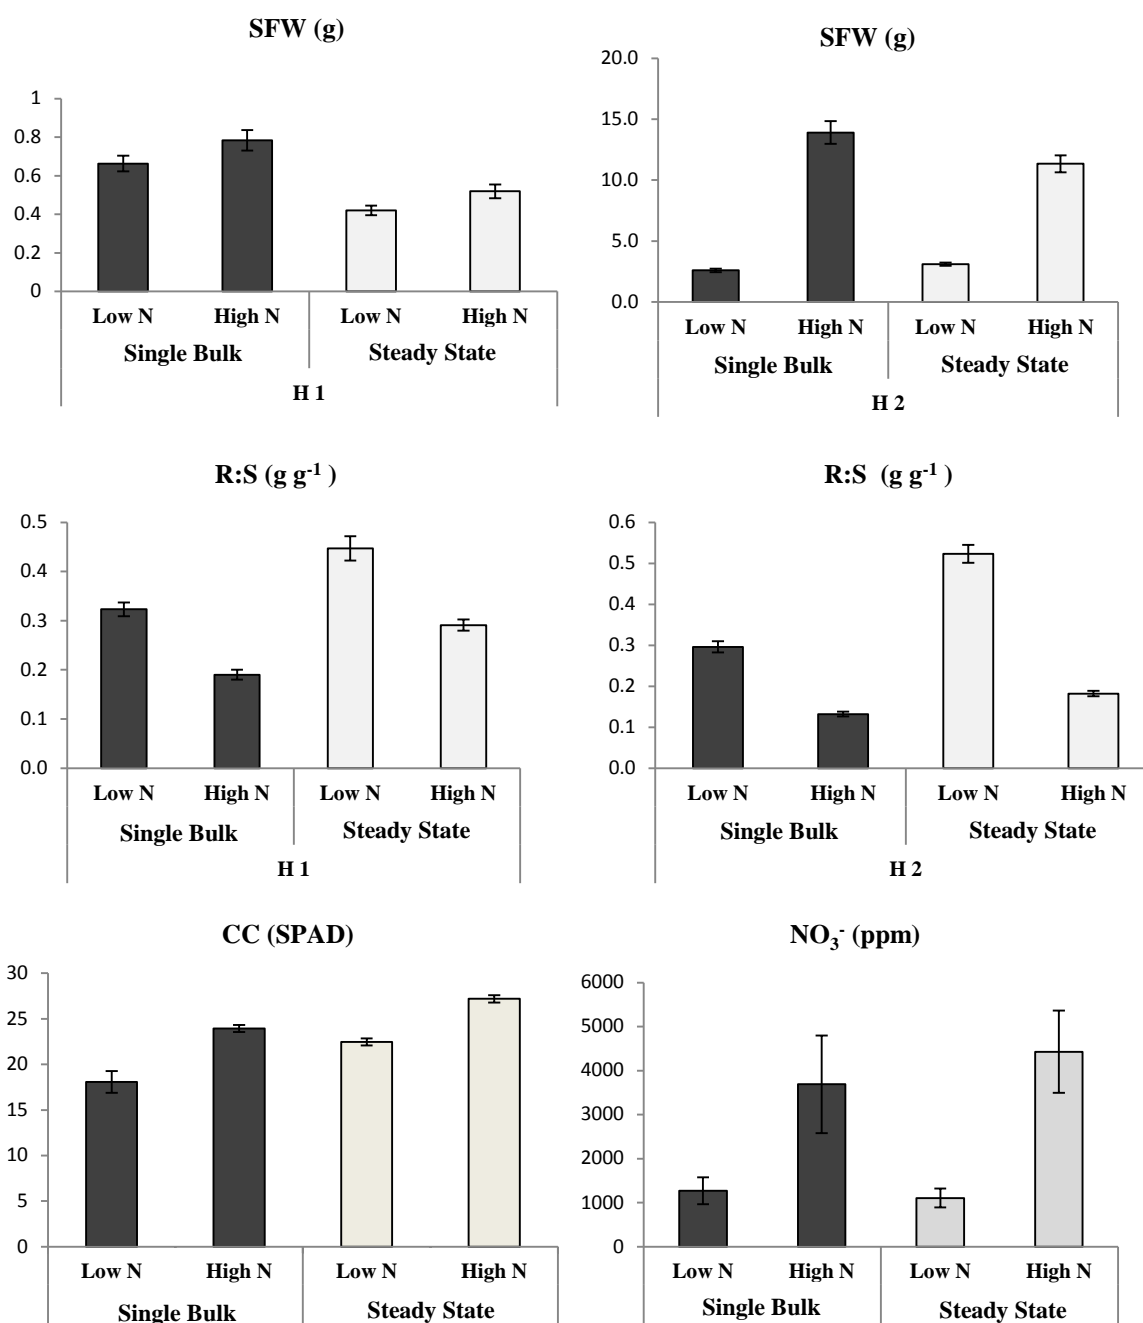 SFW (g)
1
0.8
0.6
0.4
0.2
0
Low N High N Low N High N
Single Bulk Steady State
H 1
SFW (g)
20.0
15.0
10.0
5.0
0.0
Low N High N Low N High N
Single Bulk Steady State
H 2
R:S (g g⁻¹ )
0.5
0.4
0.3
0.2
0.1
0.0
Low N High N Low N High N
Single Bulk Steady State
H 1
R:S (g g⁻¹ )
0.6
0.5
0.4
0.3
0.2
0.1
0.0
Low N High N Low N High N
Single Bulk Steady State
H 2
CC (SPAD)
30
25
20
15
10
5
0
Low N High N Low N High N
Single Bulk Steady State
NO₃⁻ (ppm)
6000
5000
4000
3000
2000
1000
0
Low N High N Low N High N
Single Bulk Steady State